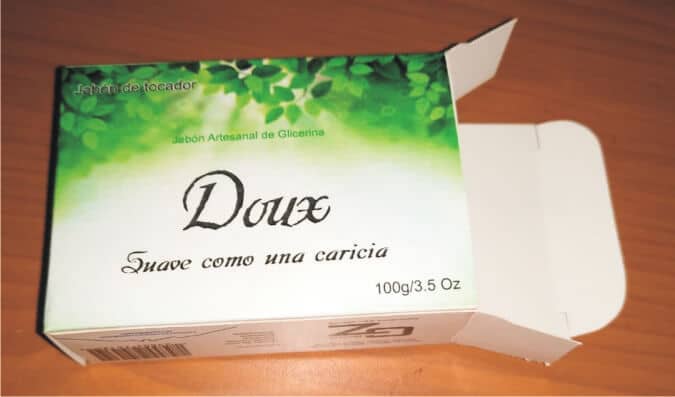 Jabón de tocador
Jabón Artesanal de Glicerina
Doux
Suave como una caricia
100g/3.5 Oz